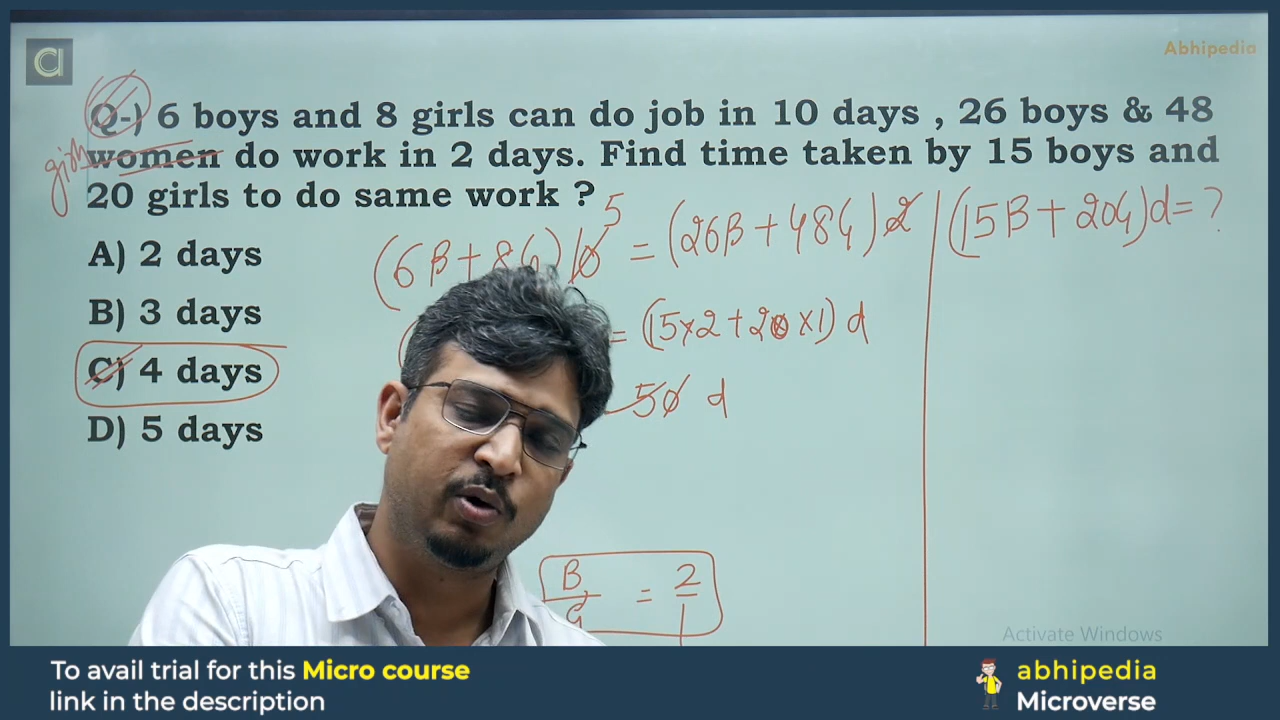 Abhipedia
Q-) 6 boys and 8 girls can do job in 10 days , 26 boys & 48
girls women do work in 2 days. Find time taken by 15 boys and
20 girls to do same work ?
A) 2 days
B) 3 days
C) 4 days
D) 5 days
(6B + 8G) 10 5 = (26B + 48G) 2
(15B + 20G) d = ?
= (15×2 + 20×1) d
50 d
B/G = 2/1
Activate Windows
To avail trial for this Micro course
link in the description
abhipedia
Microverse